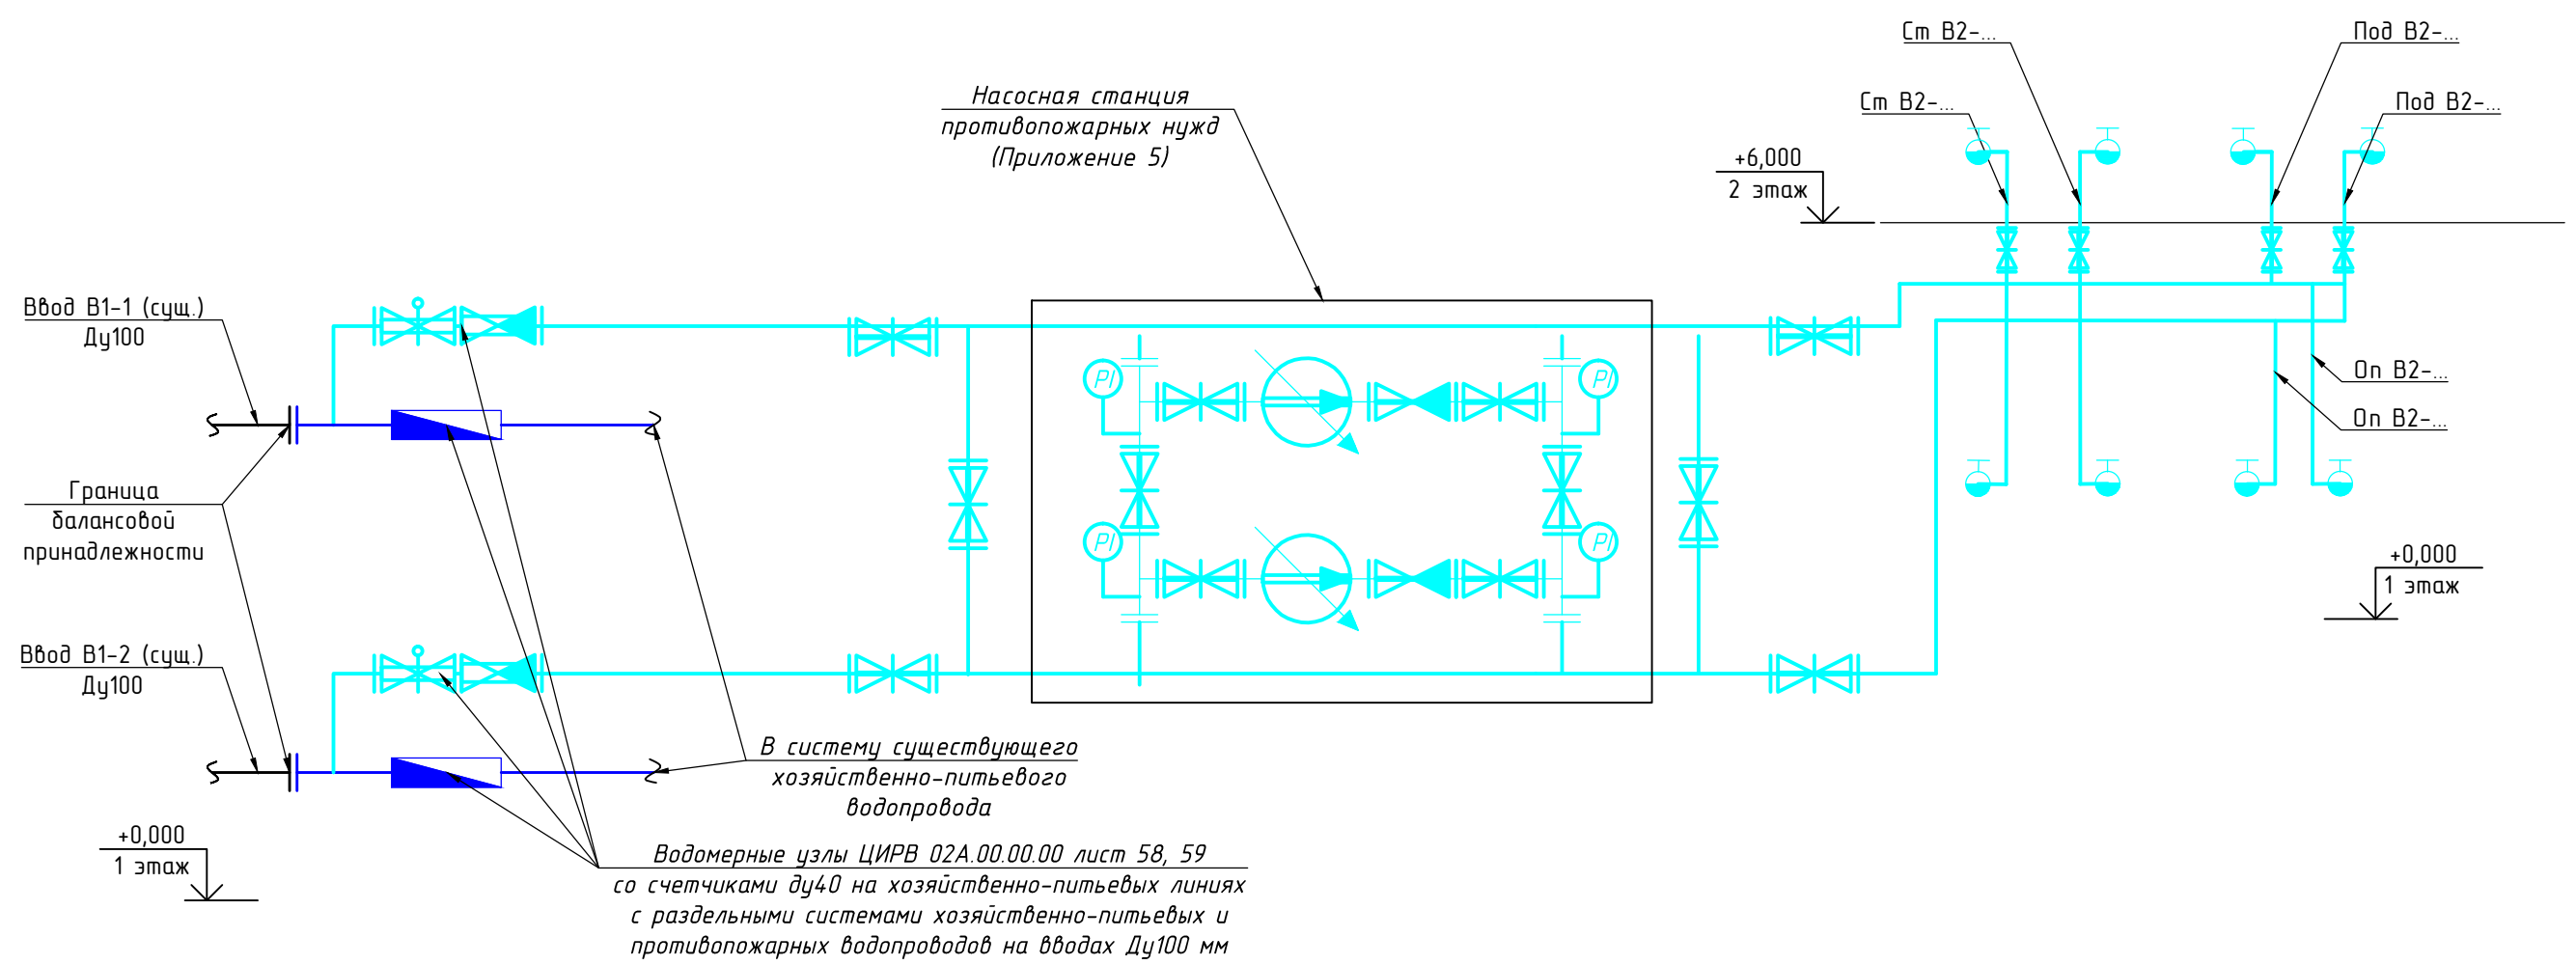 Ст В2-...
Под В2-...
Ст В2-...
Под В2-...
Насосная станция
противопожарных нужд
(Приложение 5)
+6,000
2 этаж
Ввод В1-1 (сущ.)
Ду100
PI
PI
Оп В2-...
Оп В2-...
Граница
балансовой
принадлежности
PI
PI
+0,000
1 этаж
Ввод В1-2 (сущ.)
Ду100
В систему существующего
хозяйственно-питьевого
водопровода
+0,000
1 этаж
Водомерные узлы ЦИРВ 02А.00.00.00 лист 58, 59
со счетчиками ду40 на хозяйственно-питьевых линиях
с раздельными системами хозяйственно-питьевых и
противопожарных водопроводов на вводах Ду100 мм